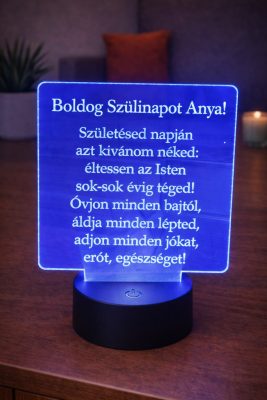 Boldog Szülinapot Anya!
Születésed napján
azt kívánom néked:
éltessen az Isten
sok-sok évig téged!
Óvjon minden bajtól,
áldja minden lépted,
adjon minden jókat,
erőt, egészséget!